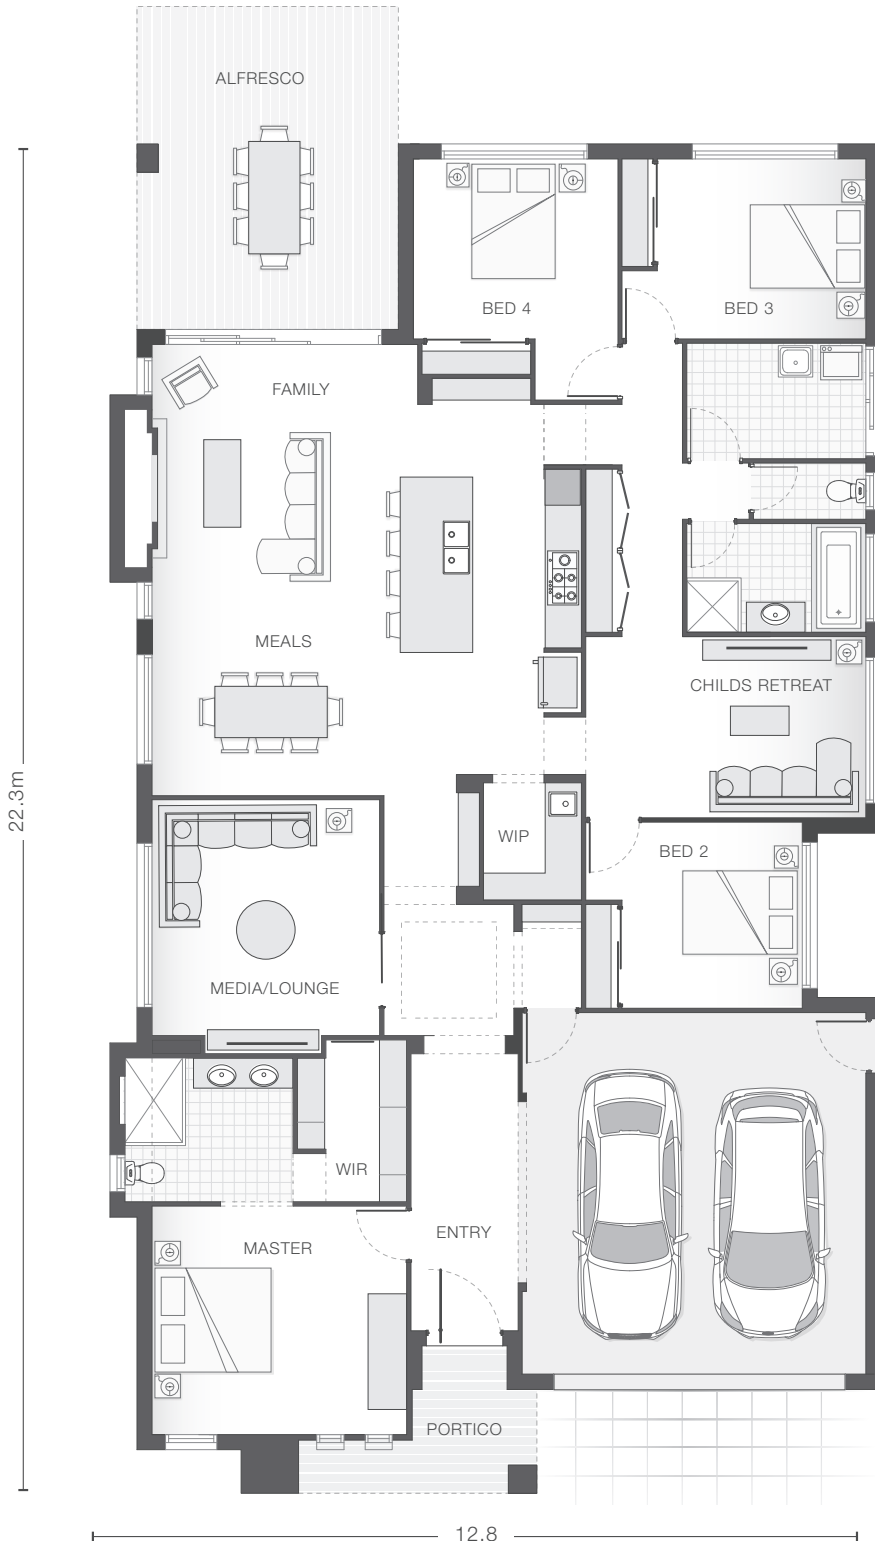 ALFRESCO
BED 4
BED 3
FAMILY
MEALS
CHILDS RETREAT
22.3m
WIP
BED 2
MEDIA/LOUNGE
WIR
ENTRY
MASTER
PORTICO
12.8